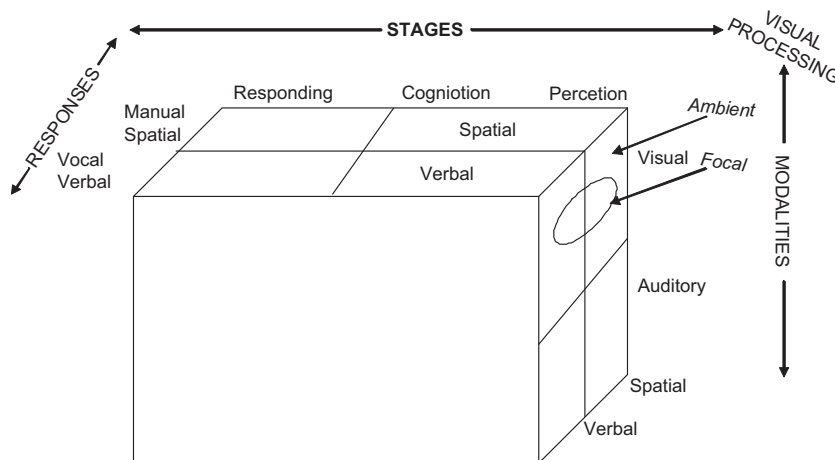 STAGES
VISUAL
PROCESSING
RESPONSES
Responding
Cogniotion
Percetion
Manual
Spatial
Spatial
Ambient
Vocal
Verbal
Verbal
Visual
Focal
MODALITIES
Auditory
Spatial
Verbal